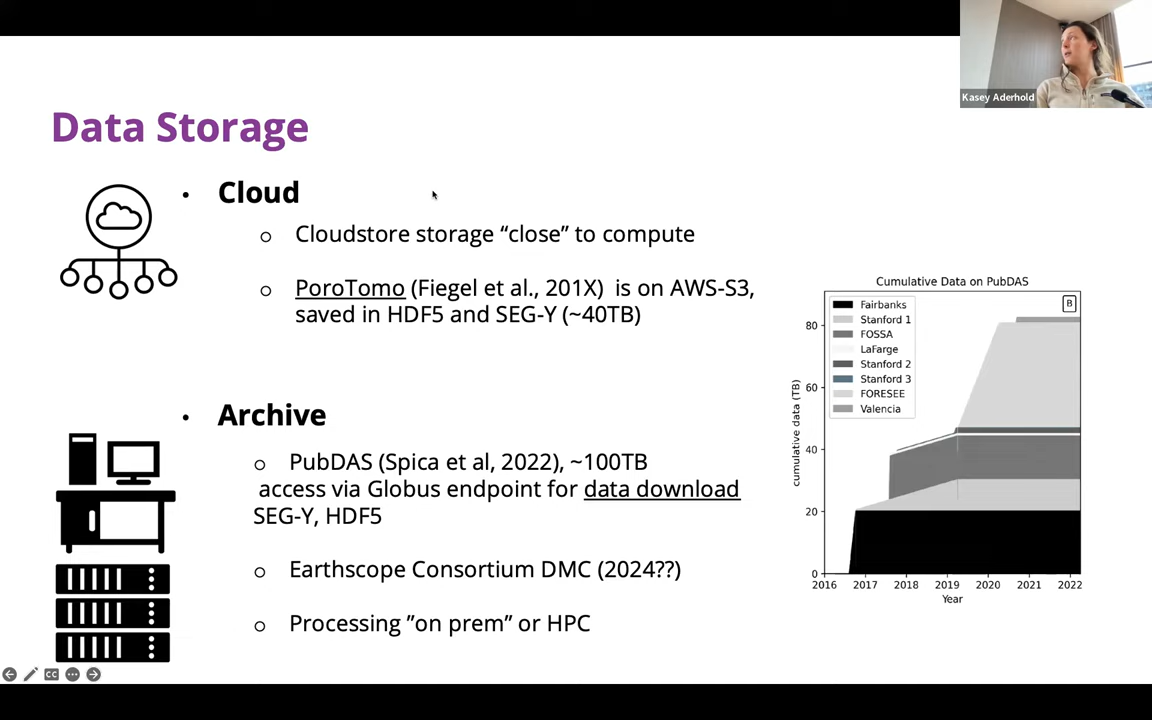 Kasey Aderhold
Data Storage
• Cloud
o Cloudstore storage “close” to compute
o PoroTomo (Fiegel et al., 201X)  is on AWS-S3,
saved in HDF5 and SEG-Y (~40TB)
• Archive
o PubDAS (Spica et al, 2022), ~100TB
access via Globus endpoint for data download
SEG-Y, HDF5
o Earthscope Consortium DMC (2024??)
o Processing ”on prem” or HPC
Cumulative Data on PubDAS
B
Fairbanks
Stanford 1
FOSSA
LaFarge
Stanford 2
Stanford 3
FORESEE
Valencia
cumulative data (TB)
80
60
40
20
0
2016 2017 2018 2019 2020 2021 2022
Year
CC